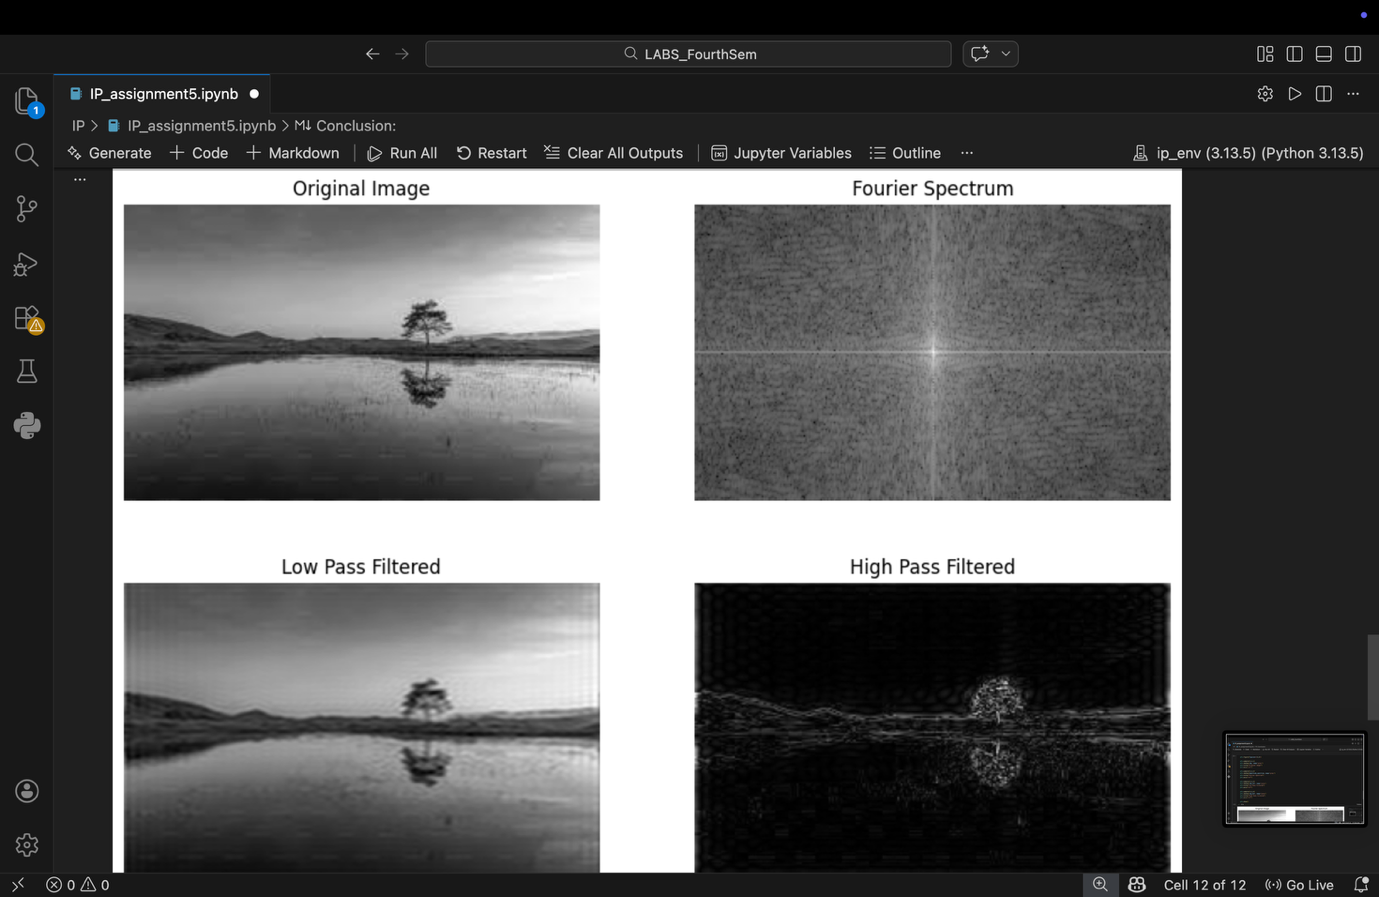 LABS_FourthSem
IP_assignment5.ipynb
1
IP > IP_assignment5.ipynb > M↓ Conclusion:
Generate + Code + Markdown | Run All Restart Clear All Outputs | Jupyter Variables Outline ... ip_env (3.13.5) (Python 3.13.5)
...
Original Image Fourier Spectrum
Low Pass Filtered High Pass Filtered
0 0 Cell 12 of 12 Go Live